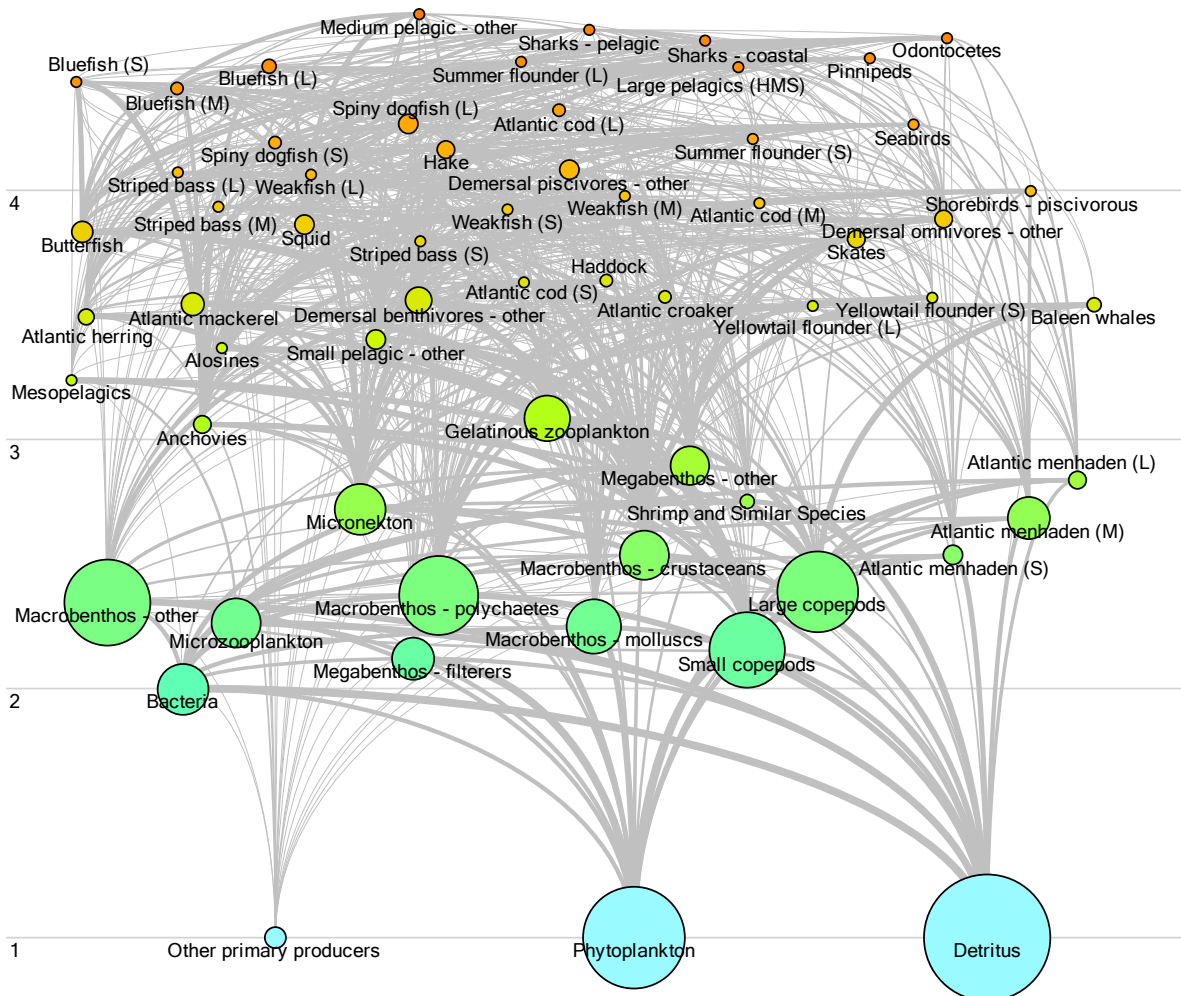 Medium pelagic - other
Sharks - pelagic
Sharks - coastal
Odontocetes
Bluefish (S)
Bluefish (L)
Summer flounder (L)
Large pelagics (HMS)
Pinnipeds
Bluefish (M)
Spiny dogfish (L)
Atlantic cod (L)
Seabirds
Spiny dogfish (S)
Hake
Summer flounder (S)
Striped bass (L)
Weakfish (L)
Demersal piscivores - other
4
Shorebirds - piscivorous
Striped bass (M)
Weakfish (S)
Weakfish (M)
Atlantic cod (M)
Butterfish
Squid
Demersal omnivores - other
Striped bass (S)
Skates
Haddock
Atlantic cod (S)
Atlantic mackerel
Demersal benthivores - other
Atlantic croaker
Yellowtail flounder (S)
Baleen whales
Atlantic herring
Yellowtail flounder (L)
Alosines
Small pelagic - other
Mesopelagics
Anchovies
Gelatinous zooplankton
3
Atlantic menhaden (L)
Megabenthos - other
Shrimp and Similar Species
Micronekton
Atlantic menhaden (M)
Macrobenthos - crustaceans
Atlantic menhaden (S)
Macrobenthos - other
Macrobenthos - polychaetes
Large copepods
Microzooplankton
Macrobenthos - molluscs
Megabenthos - filterers
Small copepods
2
Bacteria
1
Other primary producers
Phytoplankton
Detritus